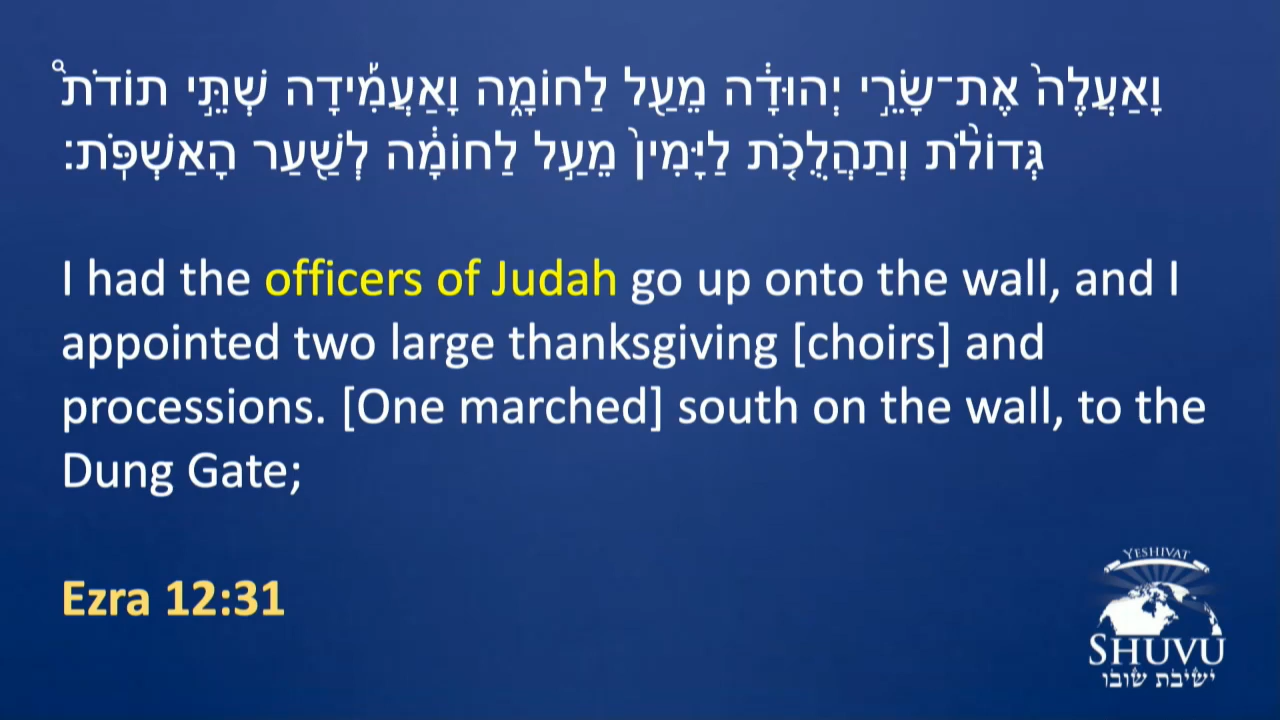 וָאַעֲלֶה֙ אֶת־שָׂרֵ֣י יְהוּדָ֔ה מֵעַ֖ל לַחוֹמָ֑ה וָאַעֲמִ֡ידָה שְׁתֵּ֣י תוֹדֹת֩
גְּדוֹלֹ֨ת וְתַהֲלֻכֹ֤ת לַיָּמִין֙ מֵעַ֣ל לַחוֹמָ֔ה לְשַׁ֖עַר הָאַשְׁפֹּֽת׃
I had the officers of Judah go up onto the wall, and I
appointed two large thanksgiving [choirs] and
processions. [One marched] south on the wall, to the
Dung Gate;
Ezra 12:31
YESHIVAT
SHUVU
ישיבת שובו